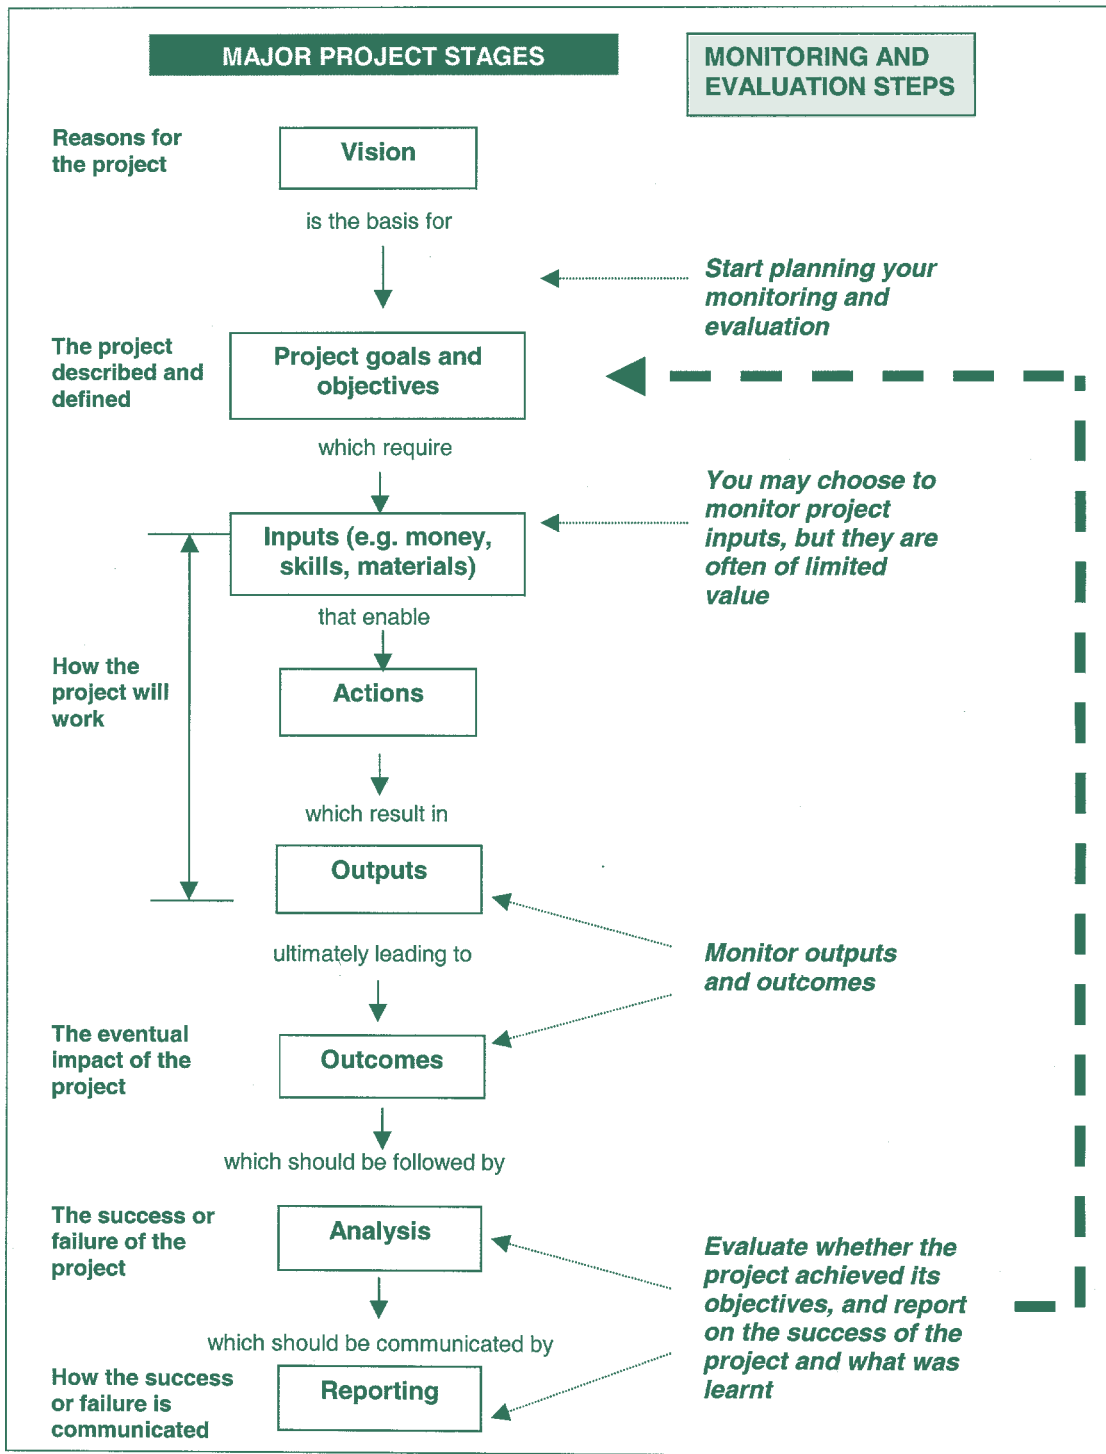 MAJOR PROJECT STAGES
MONITORING AND
EVALUATION STEPS
Reasons for
the project
Vision
is the basis for
Start planning your
monitoring and
evaluation
The project
described and
defined
Project goals and
objectives
which require
You may choose to
monitor project
inputs, but they are
often of limited
value
Inputs (e.g. money,
skills, materials)
that enable
How the
project will
work
Actions
which result in
Outputs
ultimately leading to
Monitor outputs
and outcomes
The eventual
impact of the
project
Outcomes
which should be followed by
The success or
failure of the
project
Analysis
Evaluate whether the
project achieved its
objectives, and report
on the success of the
project and what was
learnt
which should be communicated by
How the success
or failure is
communicated
Reporting